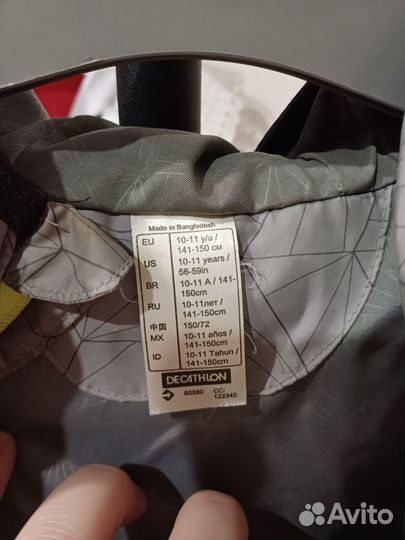 Made in Bangladesh
EU 10-11 y/a /
141-150 см
US 10-11 years /
56-59in
BR 10-11 A / 141-
150cm
RU 10-11лет /
141-150cm
中国 150/72
MX 10-11 años /
141-150cm
ID 10-11 Tahun /
141-150cm
DECATHLON
60580 CC:
122340
Avito